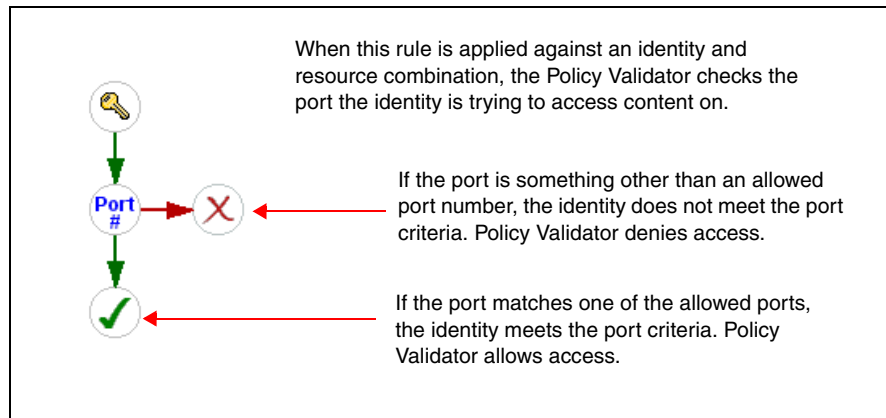 When this rule is applied against an identity and
resource combination, the Policy Validator checks the
port the identity is trying to access content on.
Port
#
If the port is something other than an allowed
port number, the identity does not meet the port
criteria. Policy Validator denies access.
If the port matches one of the allowed ports,
the identity meets the port criteria. Policy
Validator allows access.